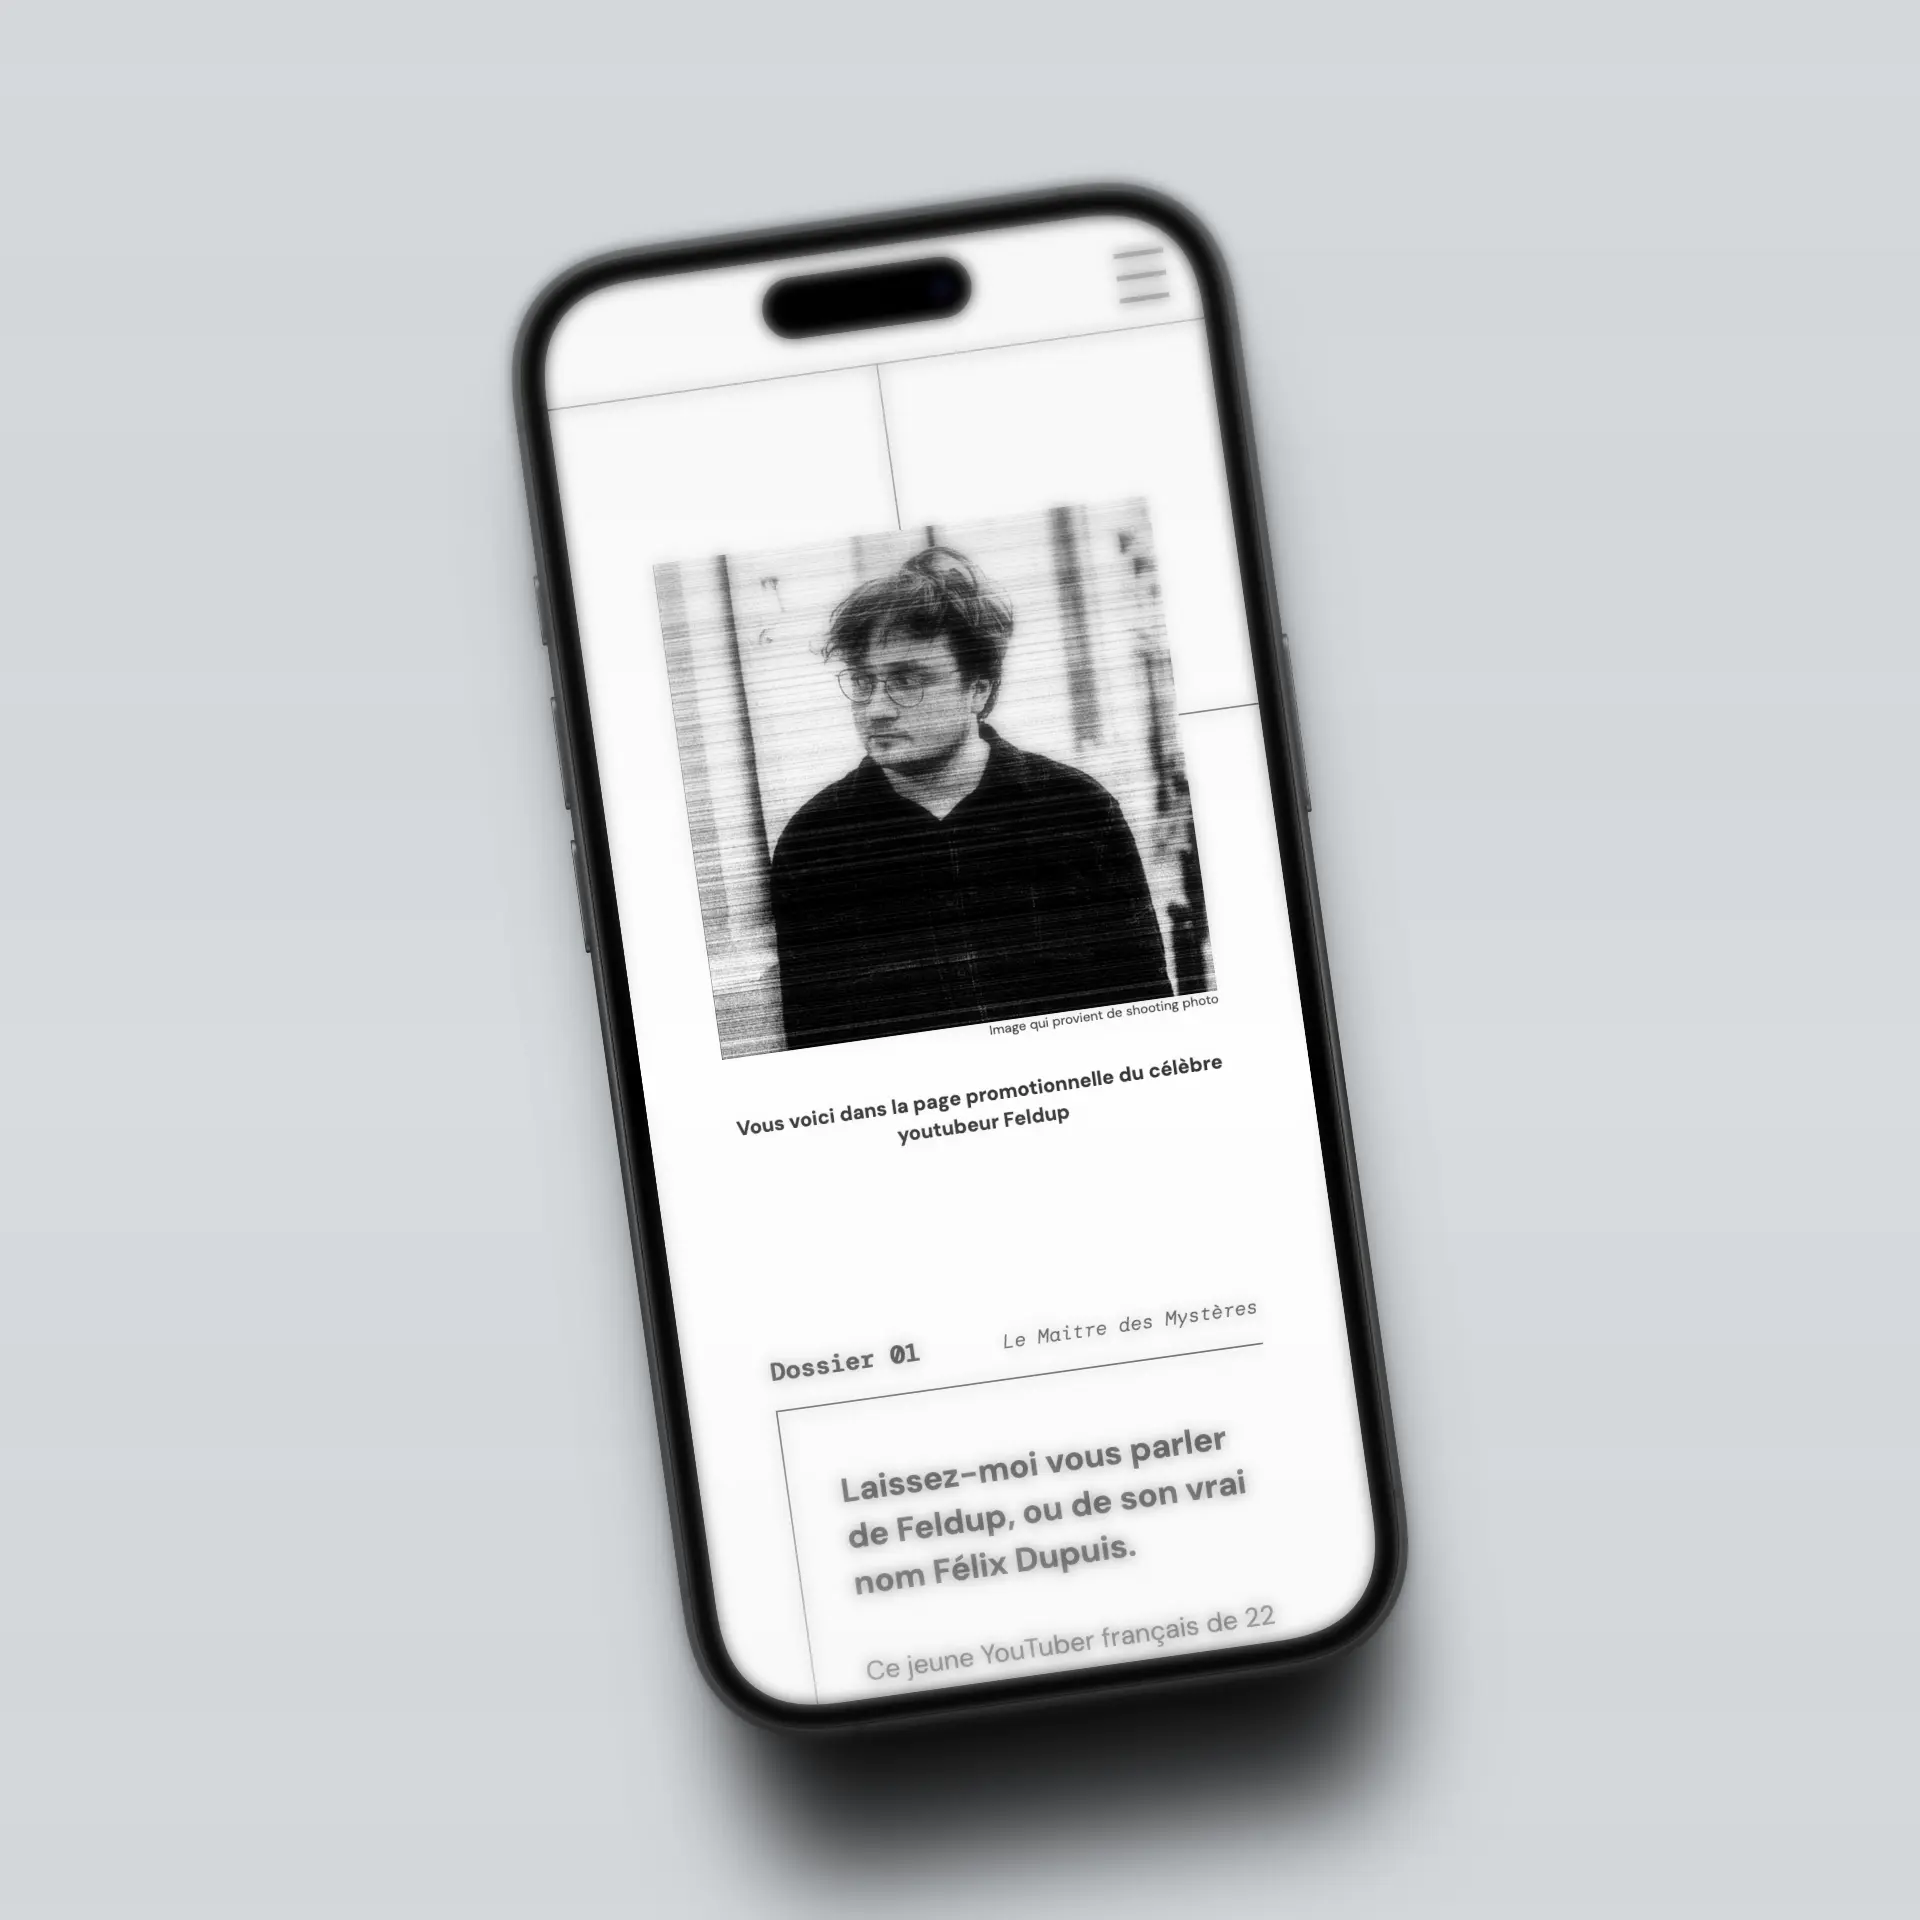 Image qui provient de shooting photo
Vous voici dans la page promotionnelle du célèbre
youtubeur Feldup
Dossier 01
Le Maitre des Mystères
Laissez-moi vous parler
de Feldup, ou de son vrai
nom Félix Dupuis.
Ce jeune YouTuber français de 22